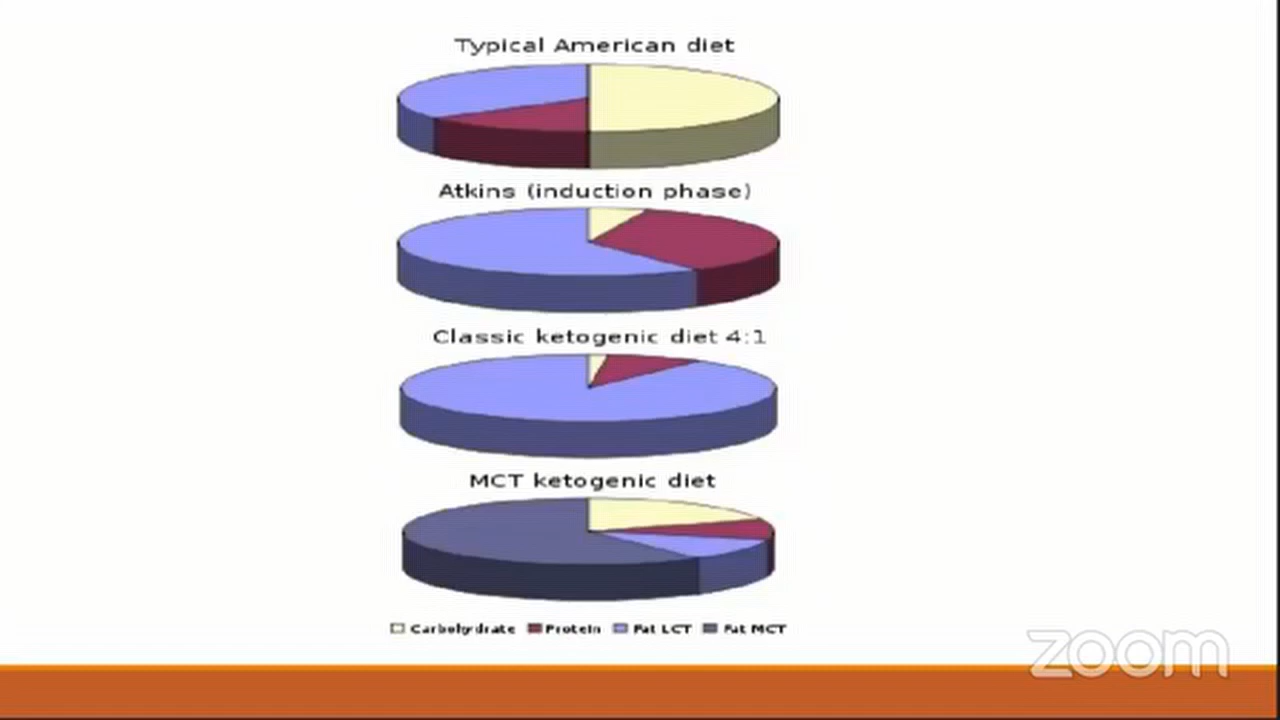 Typical American diet
Atkins (induction phase)
Classic ketogenic diet 4:1
MCT ketogenic diet
Carbohydrate Protein Fat LCT Fat MCT
zoom